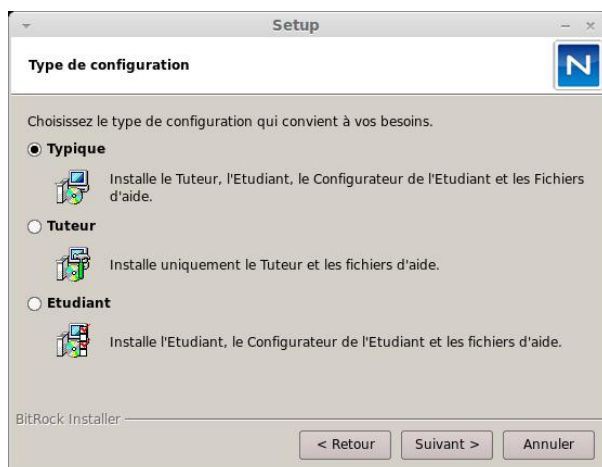 Setup
Type de configuration
N
Choisissez le type de configuration qui convient à vos besoins.
Typique
Installe le Tuteur, l'Etudiant, le Configurateur de l'Etudiant et les Fichiers
d'aide.
Tuteur
Installe uniquement le Tuteur et les fichiers d'aide.
Etudiant
Installe l'Etudiant, le Configurateur de l'Etudiant et les fichiers d'aide.
BitRock Installer
< Retour
Suivant >
Annuler